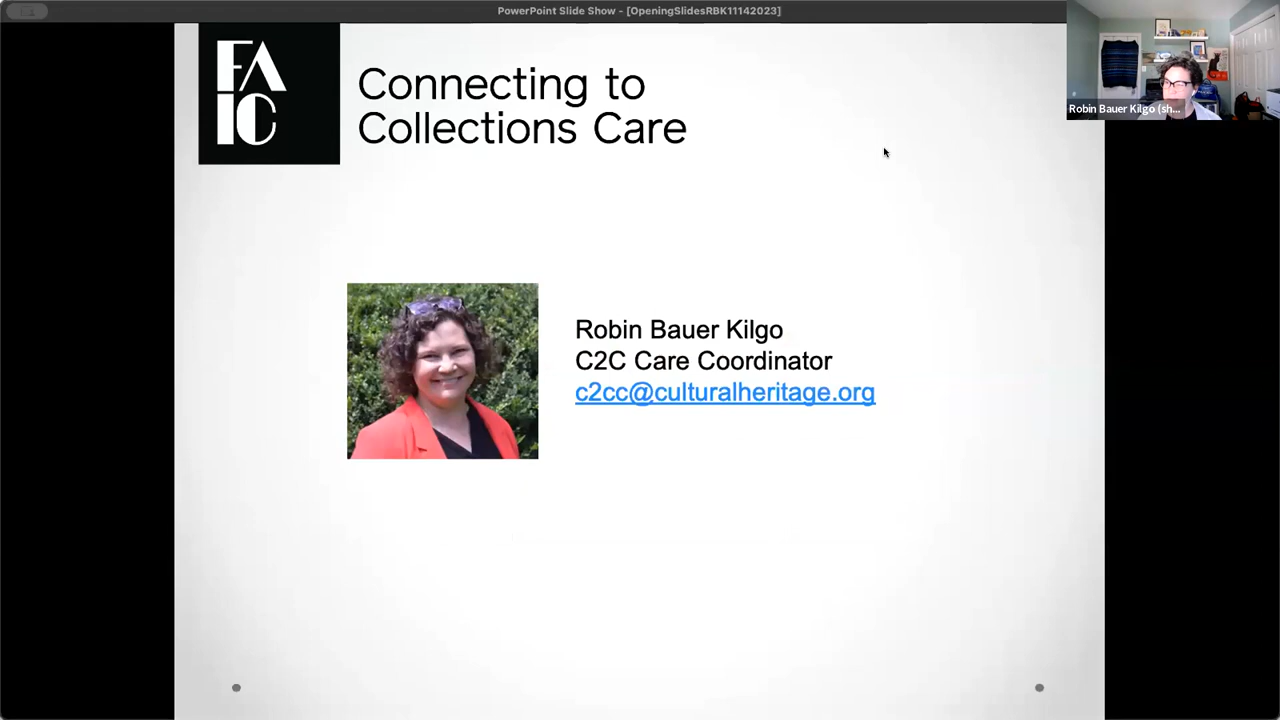 PowerPoint Slide Show - [OpeningSlidesRBK11142023]
FA
IC
Connecting to
Collections Care
Robin Bauer Kilgo (sh...
Robin Bauer Kilgo
C2C Care Coordinator
c2cc@culturalheritage.org